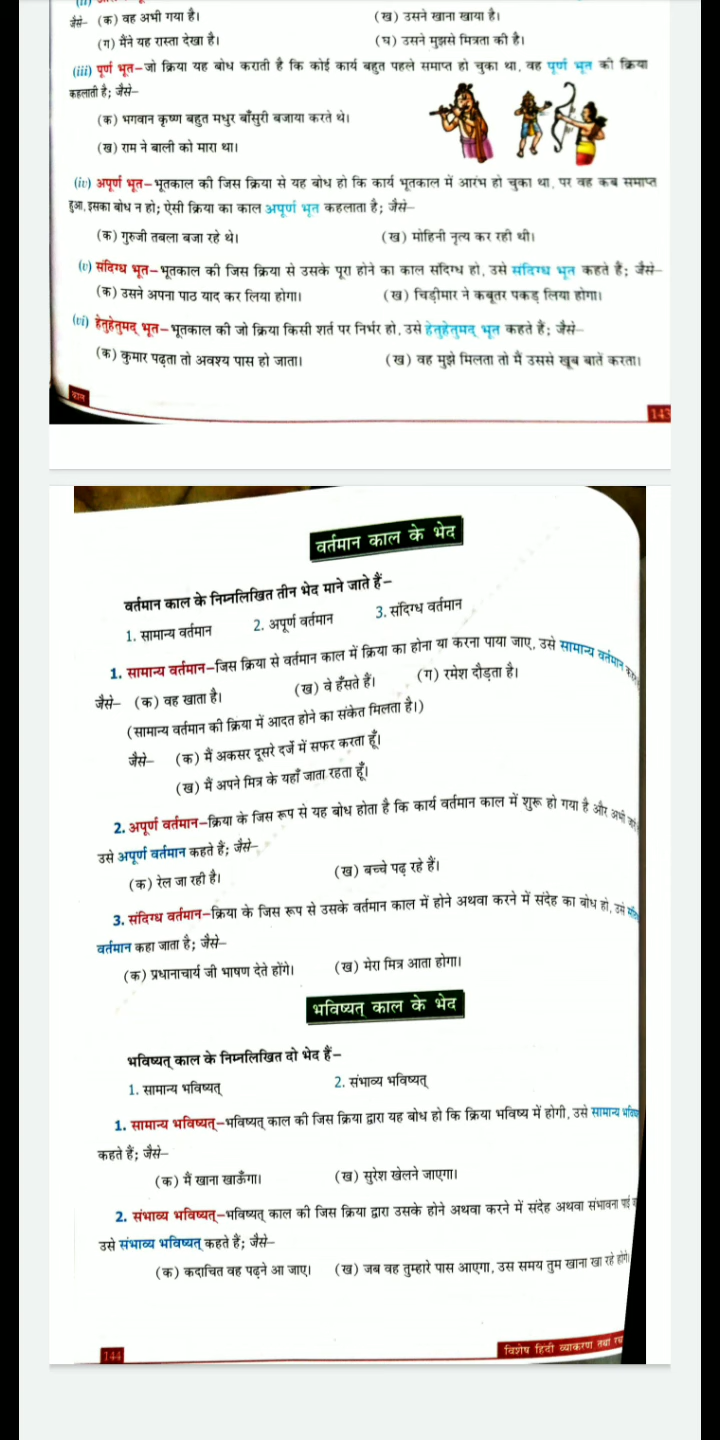 (ii)
जैसे– (क) वह अभी गया है। (ख) उसने खाना खाया है।
(ग) मैंने यह रास्ता देखा है। (घ) उसने मुझसे मित्रता की है।
(iii) पूर्ण भूत–जो क्रिया यह बोध कराती है कि कोई कार्य बहुत पहले समाप्त हो चुका था, वह पूर्ण भूत की क्रिया
कहलाती है; जैसे–
(क) भगवान कृष्ण बहुत मधुर बाँसुरी बजाया करते थे।
(ख) राम ने बाली को मारा था।
(iv) अपूर्ण भूत–भूतकाल की जिस क्रिया से यह बोध हो कि कार्य भूतकाल में आरंभ हो चुका था, पर वह कब समाप्त
हुआ, इसका बोध न हो; ऐसी क्रिया का काल अपूर्ण भूत कहलाता है; जैसे–
(क) गुरुजी तबला बजा रहे थे। (ख) मोहिनी नृत्य कर रही थी।
(v) संदिग्ध भूत–भूतकाल की जिस क्रिया से उसके पूरा होने का काल संदिग्ध हो, उसे संदिग्ध भूत कहते हैं; जैसे–
(क) उसने अपना पाठ याद कर लिया होगा। (ख) चिड़ीमार ने कबूतर पकड़ लिया होगा।
(vi) हेतुहेतुमद् भूत–भूतकाल की जो क्रिया किसी शर्त पर निर्भर हो, उसे हेतुहेतुमद् भूत कहते हैं; जैसे–
(क) कुमार पढ़ता तो अवश्य पास हो जाता। (ख) वह मुझे मिलता तो मैं उससे खूब बातें करता।
काल 143
वर्तमान काल के भेद
वर्तमान काल के निम्नलिखित तीन भेद माने जाते हैं–
1. सामान्य वर्तमान 2. अपूर्ण वर्तमान 3. संदिग्ध वर्तमान
1. सामान्य वर्तमान–जिस क्रिया से वर्तमान काल में क्रिया का होना या करना पाया जाए, उसे सामान्य वर्तमान
जैसे– (क) वह खाता है। (ख) वे हँसते हैं। (ग) रमेश दौड़ता है।
(सामान्य वर्तमान की क्रिया में आदत होने का संकेत मिलता है।)
जैसे– (क) मैं अकसर दूसरे दर्जे में सफर करता हूँ।
(ख) मैं अपने मित्र के यहाँ जाता रहता हूँ।
2. अपूर्ण वर्तमान–क्रिया के जिस रूप से यह बोध होता है कि कार्य वर्तमान काल में शुरू हो गया है और अभी
उसे अपूर्ण वर्तमान कहते हैं; जैसे–
(क) रेल जा रही है। (ख) बच्चे पढ़ रहे हैं।
3. संदिग्ध वर्तमान–क्रिया के जिस रूप से उसके वर्तमान काल में होने अथवा करने में संदेह का बोध हो, उसे
वर्तमान कहा जाता है; जैसे–
(क) प्रधानाचार्य जी भाषण देते होंगे। (ख) मेरा मित्र आता होगा।
भविष्यत् काल के भेद
भविष्यत् काल के निम्नलिखित दो भेद हैं–
1. सामान्य भविष्यत् 2. संभाव्य भविष्यत्
1. सामान्य भविष्यत्–भविष्यत् काल की जिस क्रिया द्वारा यह बोध हो कि क्रिया भविष्य में होगी, उसे सामान्य
कहते हैं; जैसे–
(क) मैं खाना खाऊँगा। (ख) सुरेश खेलने जाएगा।
2. संभाव्य भविष्यत्–भविष्यत् काल की जिस क्रिया द्वारा उसके होने अथवा करने में संदेह अथवा संभावना पाई
उसे संभाव्य भविष्यत् कहते हैं; जैसे–
(क) कदाचित वह पढ़ने आ जाए। (ख) जब वह तुम्हारे पास आएगा, उस समय तुम खाना खा रहे होंगे।
144 विशेष हिंदी व्याकरण तथा